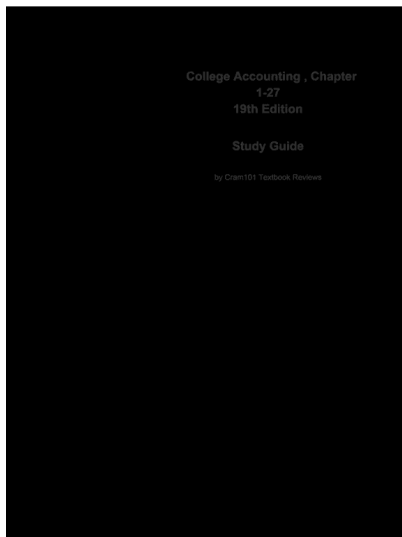 College Accounting , Chapter
1-27
19th Edition
Study Guide
by Cram101 Textbook Reviews